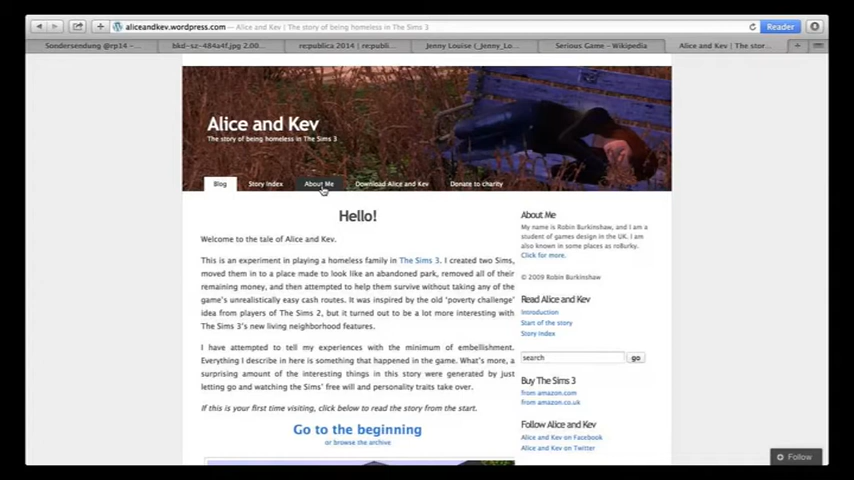 aliceandkev.wordpress.com — Alice and Kev | The story of being homeless in The Sims 3
Reader
Sondersendung @rp14 – ...
bkd-sz-484a4f.jpg 2.00...
re:publica 2014 | re:publi...
Jenny Louise (_Jenny_Lo...
Serious Game – Wikipedia
Alice and Kev | The stor...
Alice and Kev
The story of being homeless in The Sims 3
Blog
Story Index
About Me
Download Alice and Kev
Donate to charity
Hello!
Welcome to the tale of Alice and Kev.
This is an experiment in playing a homeless family in The Sims 3. I created two Sims,
moved them in to a place made to look like an abandoned park, removed all of their
remaining money, and then attempted to help them survive without taking any of the
game's unrealistically easy cash routes. It was inspired by the old 'poverty challenge'
idea from players of The Sims 2, but it turned out to be a lot more interesting with
The Sims 3's new living neighborhood features.
I have attempted to tell my experiences with the minimum of embellishment.
Everything I describe in here is something that happened in the game. What's more, a
surprising amount of the interesting things in this story were generated by just
letting go and watching the Sims' free will and personality traits take over.
If this is your first time visiting, click below to read the story from the start.
Go to the beginning
or browse the archive
About Me
My name is Robin Burkinshaw, and I am a
student of games design in the UK. I am
also known in some places as roBurky.
Click for more.
© 2009 Robin Burkinshaw
Read Alice and Kev
Introduction
Start of the story
Story index
search
go
Buy The Sims 3
from amazon.com
from amazon.co.uk
Follow Alice and Kev
Alice and Kev on Facebook
Alice and Kev on Twitter
Follow